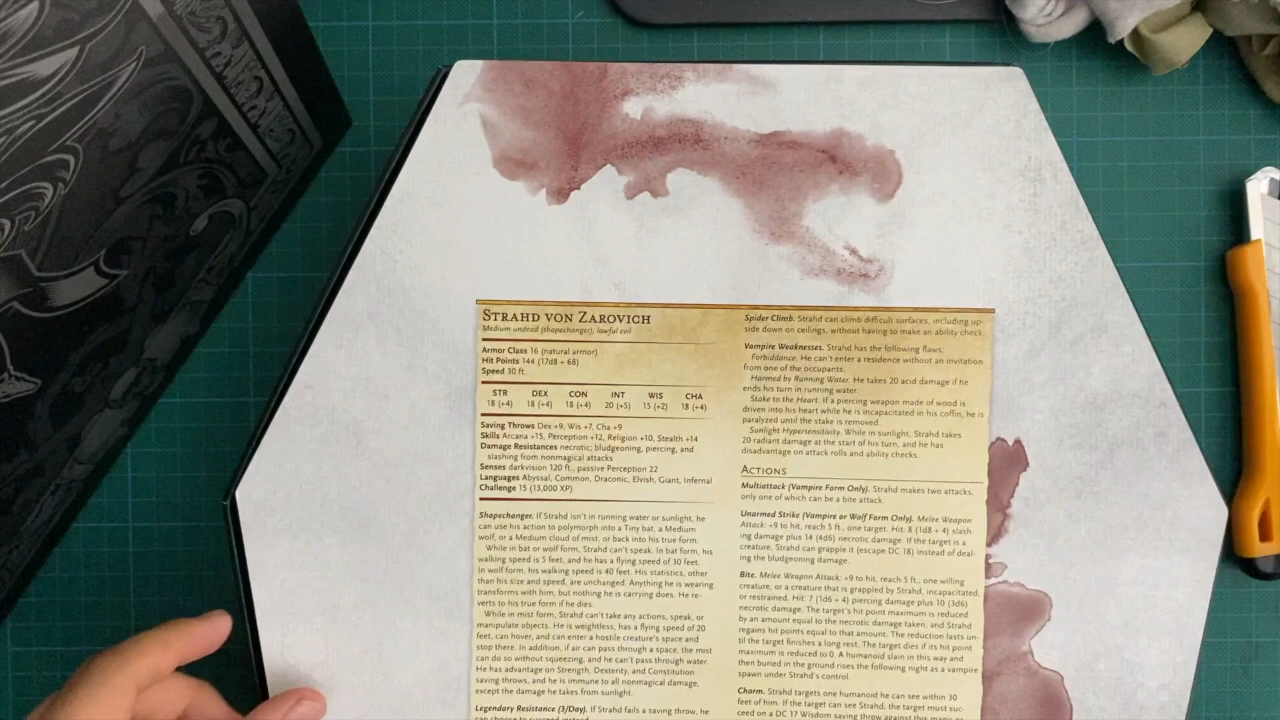 STRAHD VON ZAROVICH
Medium undead (shapechanger), lawful evil
Armor Class 16 (natural armor)
Hit Points 144 (17d8 + 68)
Speed 30 ft.
STR DEX CON INT WIS CHA
18 (+4) 18 (+4) 18 (+4) 20 (+5) 15 (+2) 18 (+4)
Saving Throws Dex +9, Wis +7, Cha +9
Skills Arcana +15, Perception +12, Religion +10, Stealth +14
Damage Resistances necrotic; bludgeoning, piercing, and
slashing from nonmagical attacks
Senses darkvision 120 ft., passive Perception 22
Languages Abyssal, Common, Draconic, Elvish, Giant, Infernal
Challenge 15 (13,000 XP)
Shapechanger. If Strahd isn't in running water or sunlight, he
can use his action to polymorph into a Tiny bat, a Medium
wolf, or a Medium cloud of mist, or back into his true form.
While in bat or wolf form, Strahd can't speak. In bat form, his
walking speed is 5 feet, and he has a flying speed of 30 feet.
In wolf form, his walking speed is 40 feet. His statistics, other
than his size and speed, are unchanged. Anything he is wearing
transforms with him, but nothing he is carrying does. He re-
verts to his true form if he dies.
While in mist form, Strahd can't take any actions, speak, or
manipulate objects. He is weightless, has a flying speed of 20
feet, can hover, and can enter a hostile creature's space and
stop there. In addition, if air can pass through a space, the mist
can do so without squeezing, and he can't pass through water.
He has advantage on Strength, Dexterity, and Constitution
saving throws, and he is immune to all nonmagical damage,
except the damage he takes from sunlight.
Legendary Resistance (3/Day). If Strahd fails a saving throw, he
can choose to succeed instead.
Spider Climb. Strahd can climb difficult surfaces, including up-
side down on ceilings, without having to make an ability check.
Vampire Weaknesses. Strahd has the following flaws:
Forbiddance. He can't enter a residence without an invitation
from one of the occupants.
Harmed by Running Water. He takes 20 acid damage if he
ends his turn in running water.
Stake to the Heart. If a piercing weapon made of wood is
driven into his heart while he is incapacitated in his coffin, he is
paralyzed until the stake is removed.
Sunlight Hypersensitivity. While in sunlight, Strahd takes
20 radiant damage at the start of his turn, and he has
disadvantage on attack rolls and ability checks.
ACTIONS
Multiattack (Vampire Form Only). Strahd makes two attacks,
only one of which can be a bite attack.
Unarmed Strike (Vampire or Wolf Form Only). Melee Weapon
Attack: +9 to hit, reach 5 ft., one target. Hit: 8 (1d8 + 4) slash-
ing damage plus 14 (4d6) necrotic damage. If the target is a
creature, Strahd can grapple it (escape DC 18) instead of deal-
ing the bludgeoning damage.
Bite. Melee Weapon Attack: +9 to hit, reach 5 ft., one willing
creature, or a creature that is grappled by Strahd, incapacitated,
or restrained. Hit: 7 (1d6 + 4) piercing damage plus 10 (3d6)
necrotic damage. The target's hit point maximum is reduced
by an amount equal to the necrotic damage taken, and Strahd
regains hit points equal to that amount. The reduction lasts un-
til the target finishes a long rest. The target dies if its hit point
maximum is reduced to 0. A humanoid slain in this way and
then buried in the ground rises the following night as a vampire
spawn under Strahd's control.
Charm. Strahd targets one humanoid he can see within 30
feet of him. If the target can see Strahd, the target must suc-
ceed on a DC 17 Wisdom saving throw against this magic or